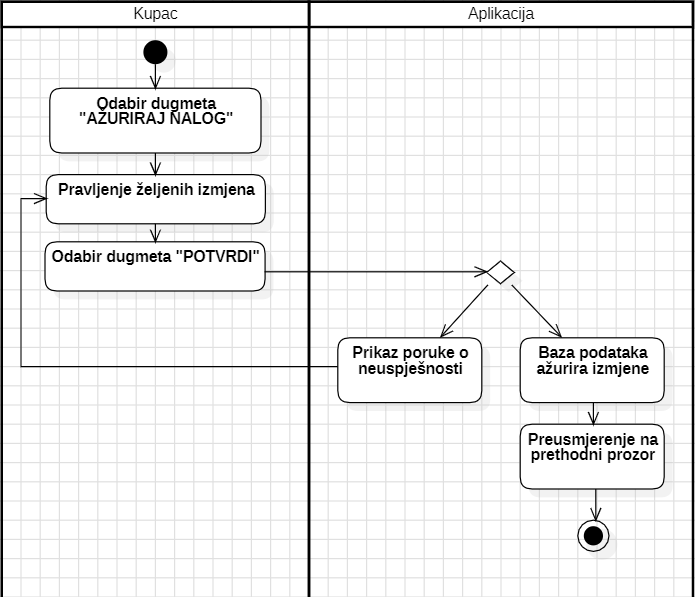 Kupac
Aplikacija
Odabir dugmeta
"AŽURIRAJ NALOG"
Pravljenje željenih izmjena
Odabir dugmeta "POTVRDI"
Prikaz poruke o
neuspješnosti
Baza podataka
ažurira izmjene
Preusmjerenje na
prethodni prozor